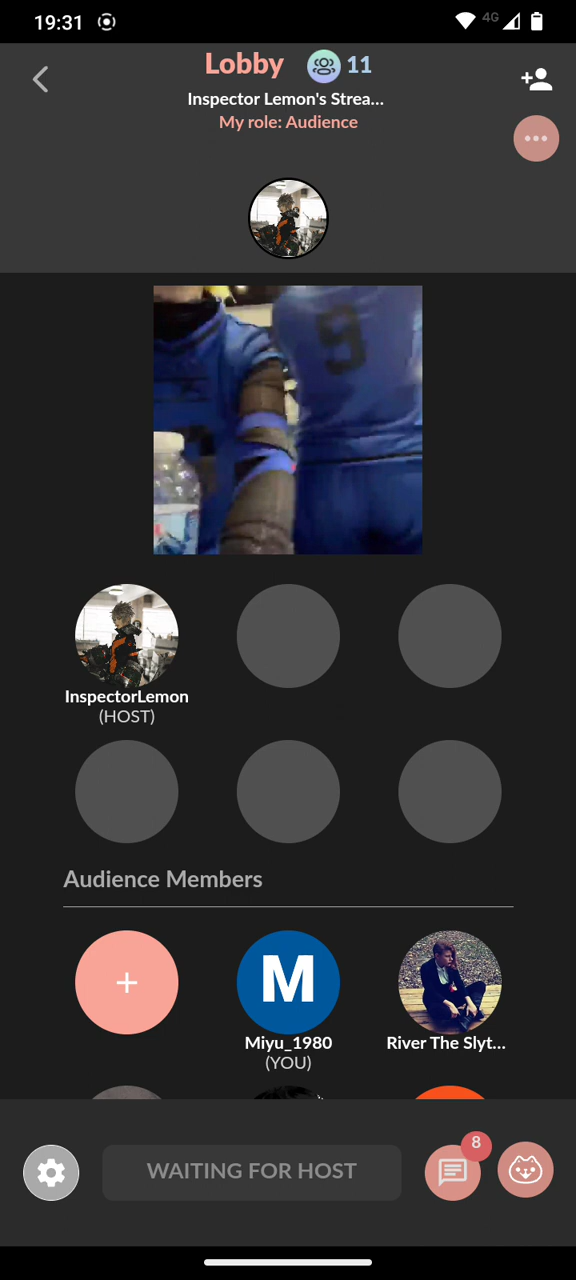 19:31
4G
Lobby
11
Inspector Lemon's Strea...
My role: Audience
9
InspectorLemon
(HOST)
Audience Members
M
Miyu_1980
(YOU)
River The Slyt...
8
WAITING FOR HOST